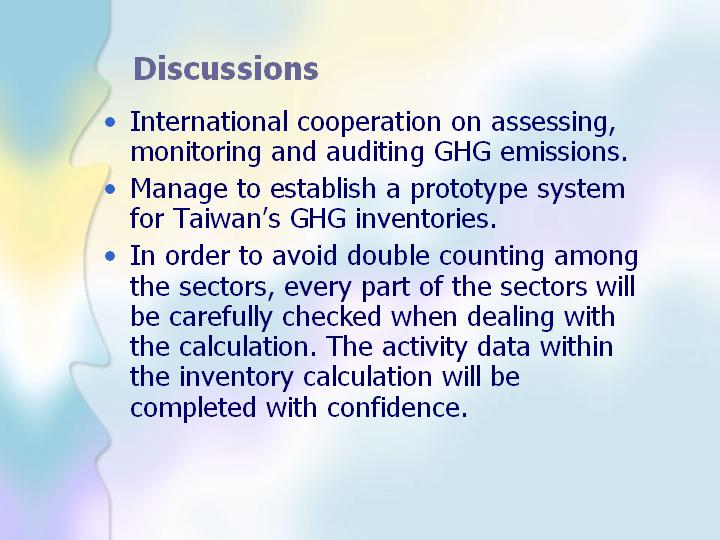 Discussions
• International cooperation on assessing,
monitoring and auditing GHG emissions.
• Manage to establish a prototype system
for Taiwan's GHG inventories.
• In order to avoid double counting among
the sectors, every part of the sectors will
be carefully checked when dealing with
the calculation. The activity data within
the inventory calculation will be
completed with confidence.